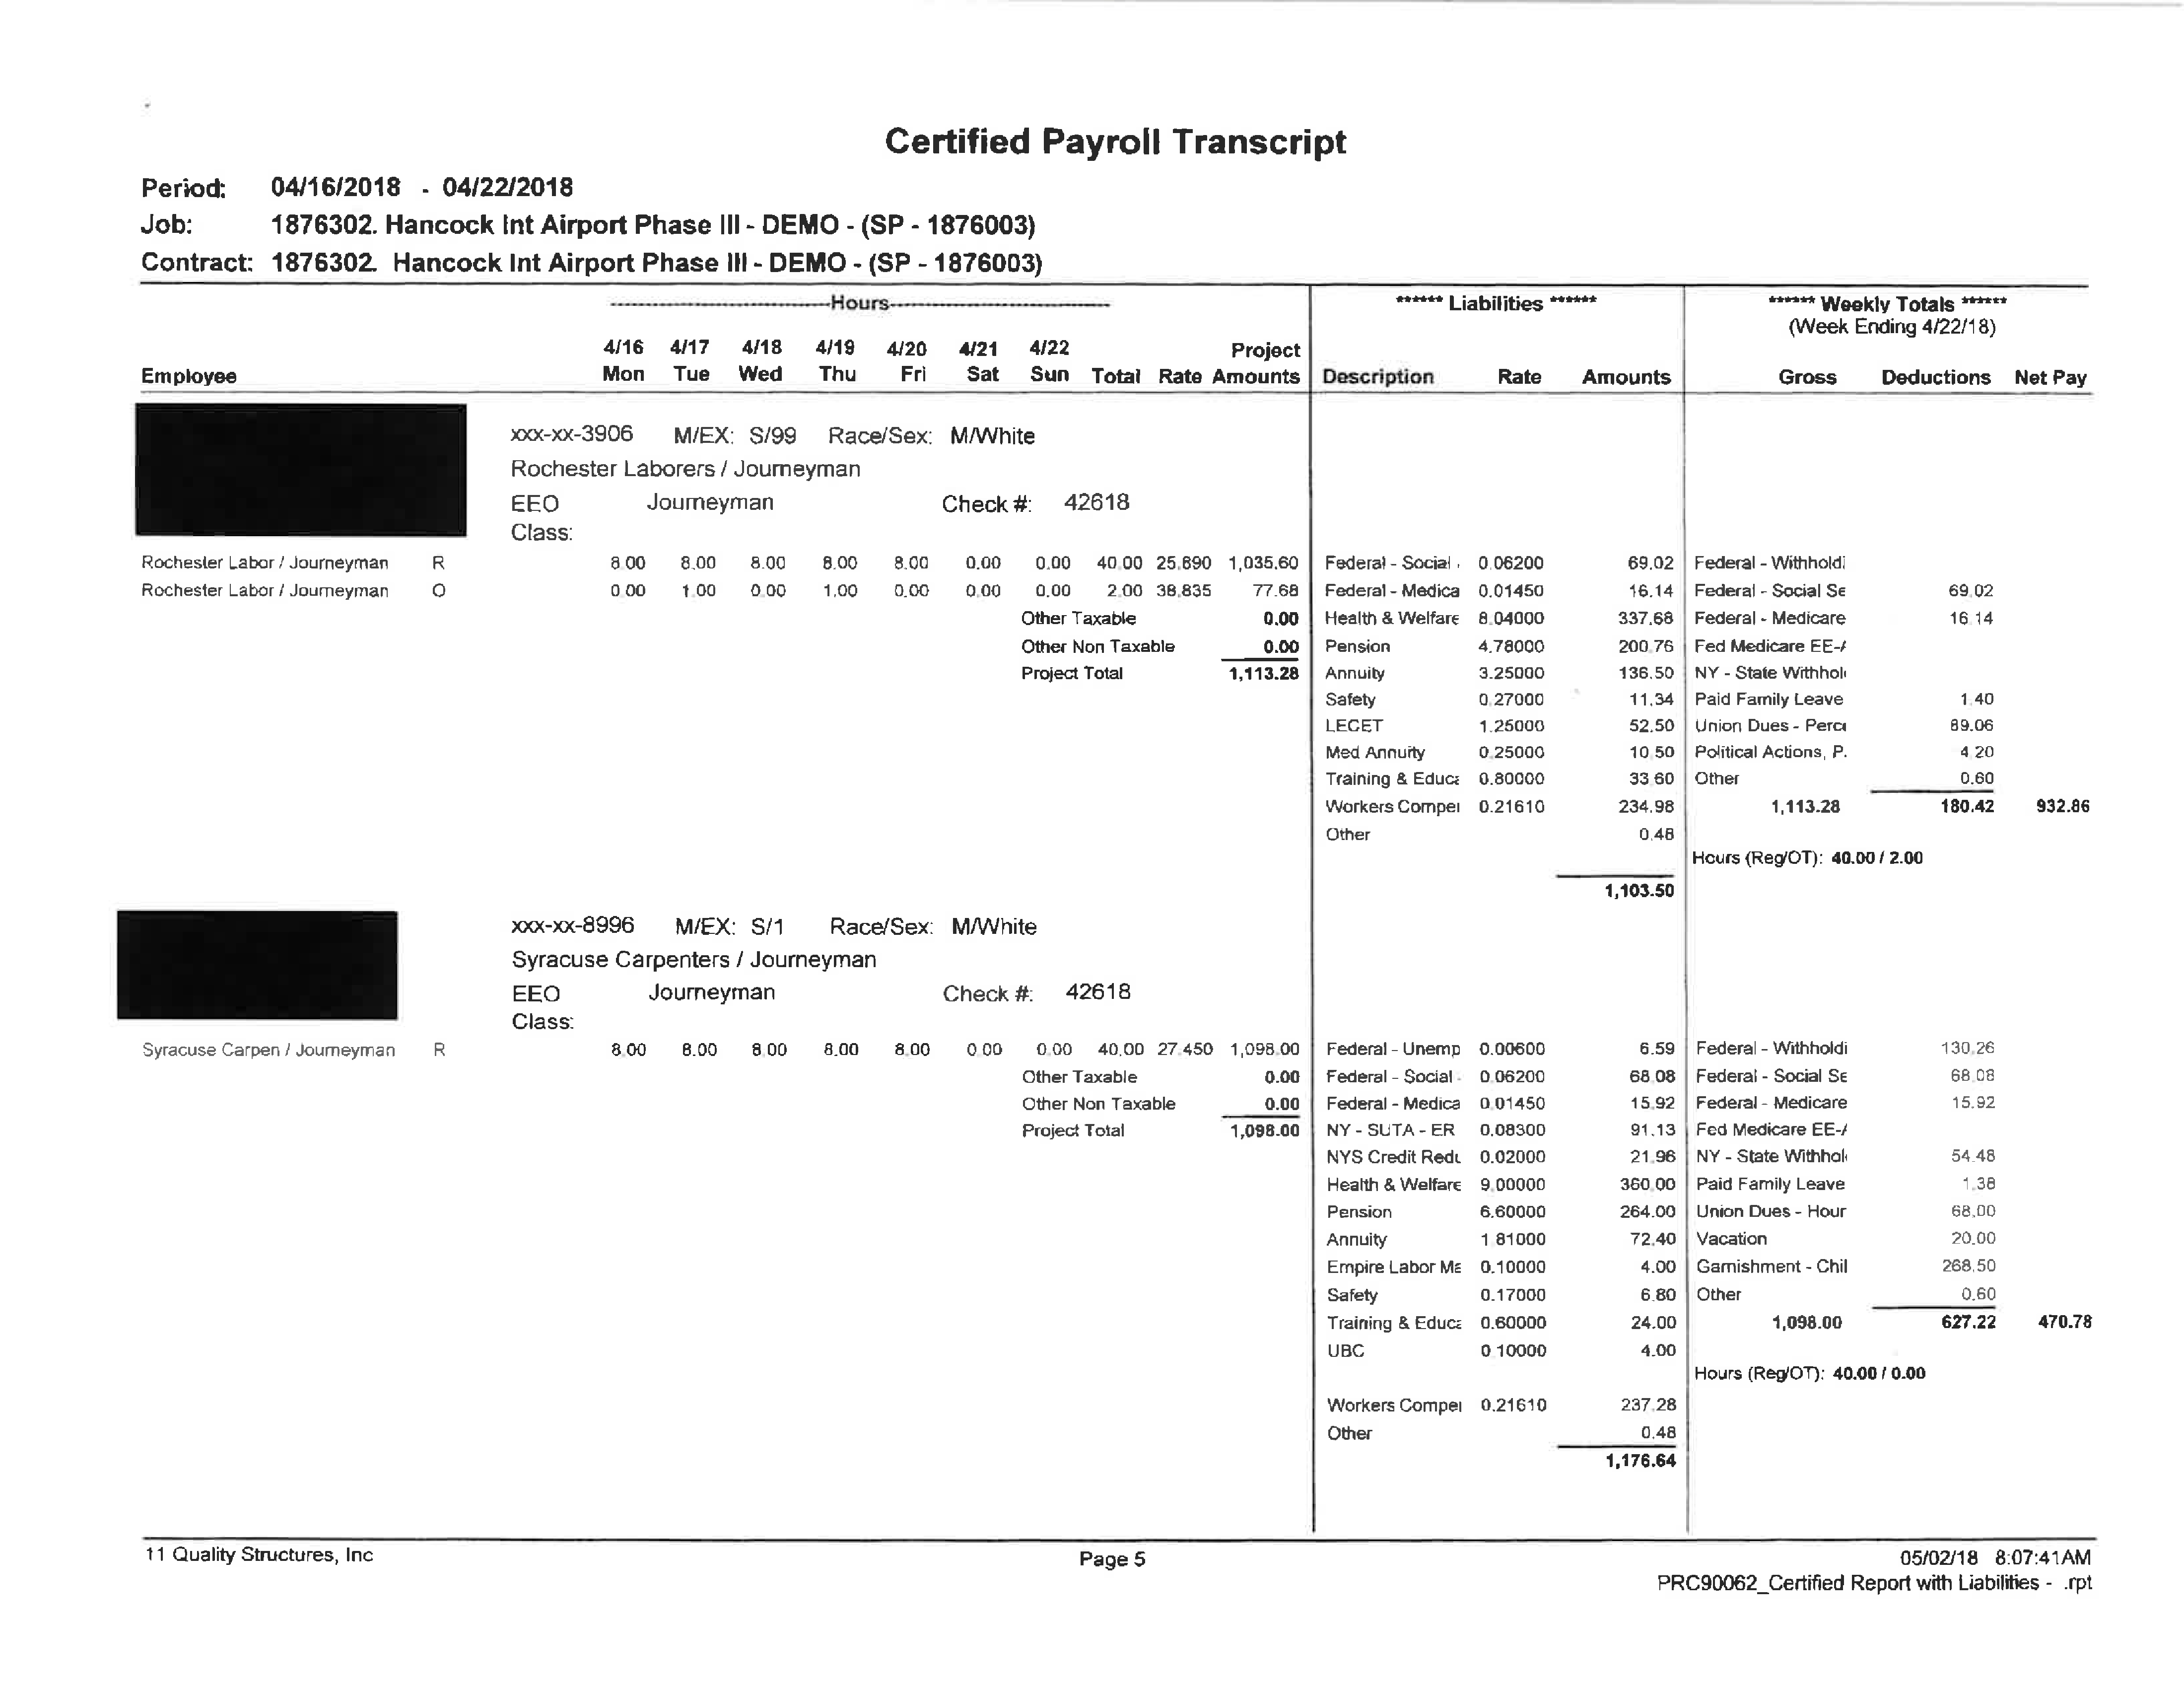 Certified Payroll Transcript
Period: 04/16/2018 - 04/22/2018
Job: 1876302. Hancock Int Airport Phase III - DEMO - (SP - 1876003)
Contract: 1876302. Hancock Int Airport Phase III - DEMO - (SP - 1876003)
Hours ****** Liabilities ****** ****** Weekly Totals ******
(Week Ending 4/22/18)
4/16 4/17 4/18 4/19 4/20 4/21 4/22 Project
Employee Mon Tue Wed Thu Fri Sat Sun Total Rate Amounts Description Rate Amounts Gross Deductions Net Pay
xxx-xx-3906 M/EX: S/99 Race/Sex: M/White
Rochester Laborers / Journeyman
EEO Journeyman Check #: 42618
Class:
Rochester Labor / Journeyman R 8.00 8.00 8.00 8.00 8.00 0.00 0.00 40.00 25.890 1,035.60 Federal - Social 0.06200 69.02 Federal - Withholdi
Rochester Labor / Journeyman O 0.00 1.00 0.00 1.00 0.00 0.00 0.00 2.00 38.835 77.68 Federal - Medica 0.01450 16.14 Federal - Social Se 69.02
Other Taxable 0.00 Health & Welfare 8.04000 337.68 Federal - Medicare 16.14
Other Non Taxable 0.00 Pension 4.78000 200.76 Fed Medicare EE-A
Project Total 1,113.28 Annuity 3.25000 136.50 NY - State Withhol
Safety 0.27000 11.34 Paid Family Leave 1.40
LECET 1.25000 52.50 Union Dues - Perce 89.06
Med Annuity 0.25000 10.50 Political Actions, P. 4.20
Training & Educa 0.80000 33.60 Other 0.60
Workers Compe 0.21610 234.98 1,113.28 180.42 932.86
Other 0.48
Hours (Reg/OT): 40.00 / 2.00
1,103.50
xxx-xx-8996 M/EX: S/1 Race/Sex: M/White
Syracuse Carpenters / Journeyman
EEO Journeyman Check #: 42618
Class:
Syracuse Carpen / Journeyman R 8.00 8.00 8.00 8.00 8.00 0.00 0.00 40.00 27.450 1,098.00 Federal - Unemp 0.00600 6.59 Federal - Withholdi 130.26
Other Taxable 0.00 Federal - Social 0.06200 68.08 Federal - Social Se 68.08
Other Non Taxable 0.00 Federal - Medica 0.01450 15.92 Federal - Medicare 15.92
Project Total 1,098.00 NY - SUTA - ER 0.08300 91.13 Fed Medicare EE-A
NYS Credit Redu 0.02000 21.96 NY - State Withhol 54.48
Health & Welfare 9.00000 360.00 Paid Family Leave 1.38
Pension 6.60000 264.00 Union Dues - Hour 68.00
Annuity 1.81000 72.40 Vacation 20.00
Empire Labor Ma 0.10000 4.00 Garnishment - Chil 268.50
Safety 0.17000 6.80 Other 0.60
Training & Educa 0.60000 24.00 1,098.00 627.22 470.78
UBC 0.10000 4.00
Hours (Reg/OT): 40.00 / 0.00
Workers Compe 0.21610 237.28
Other 0.48
1,176.64
11 Quality Structures, Inc Page 5 05/02/18 8:07:41AM
PRC90062_Certified Report with Liabilities - .rpt